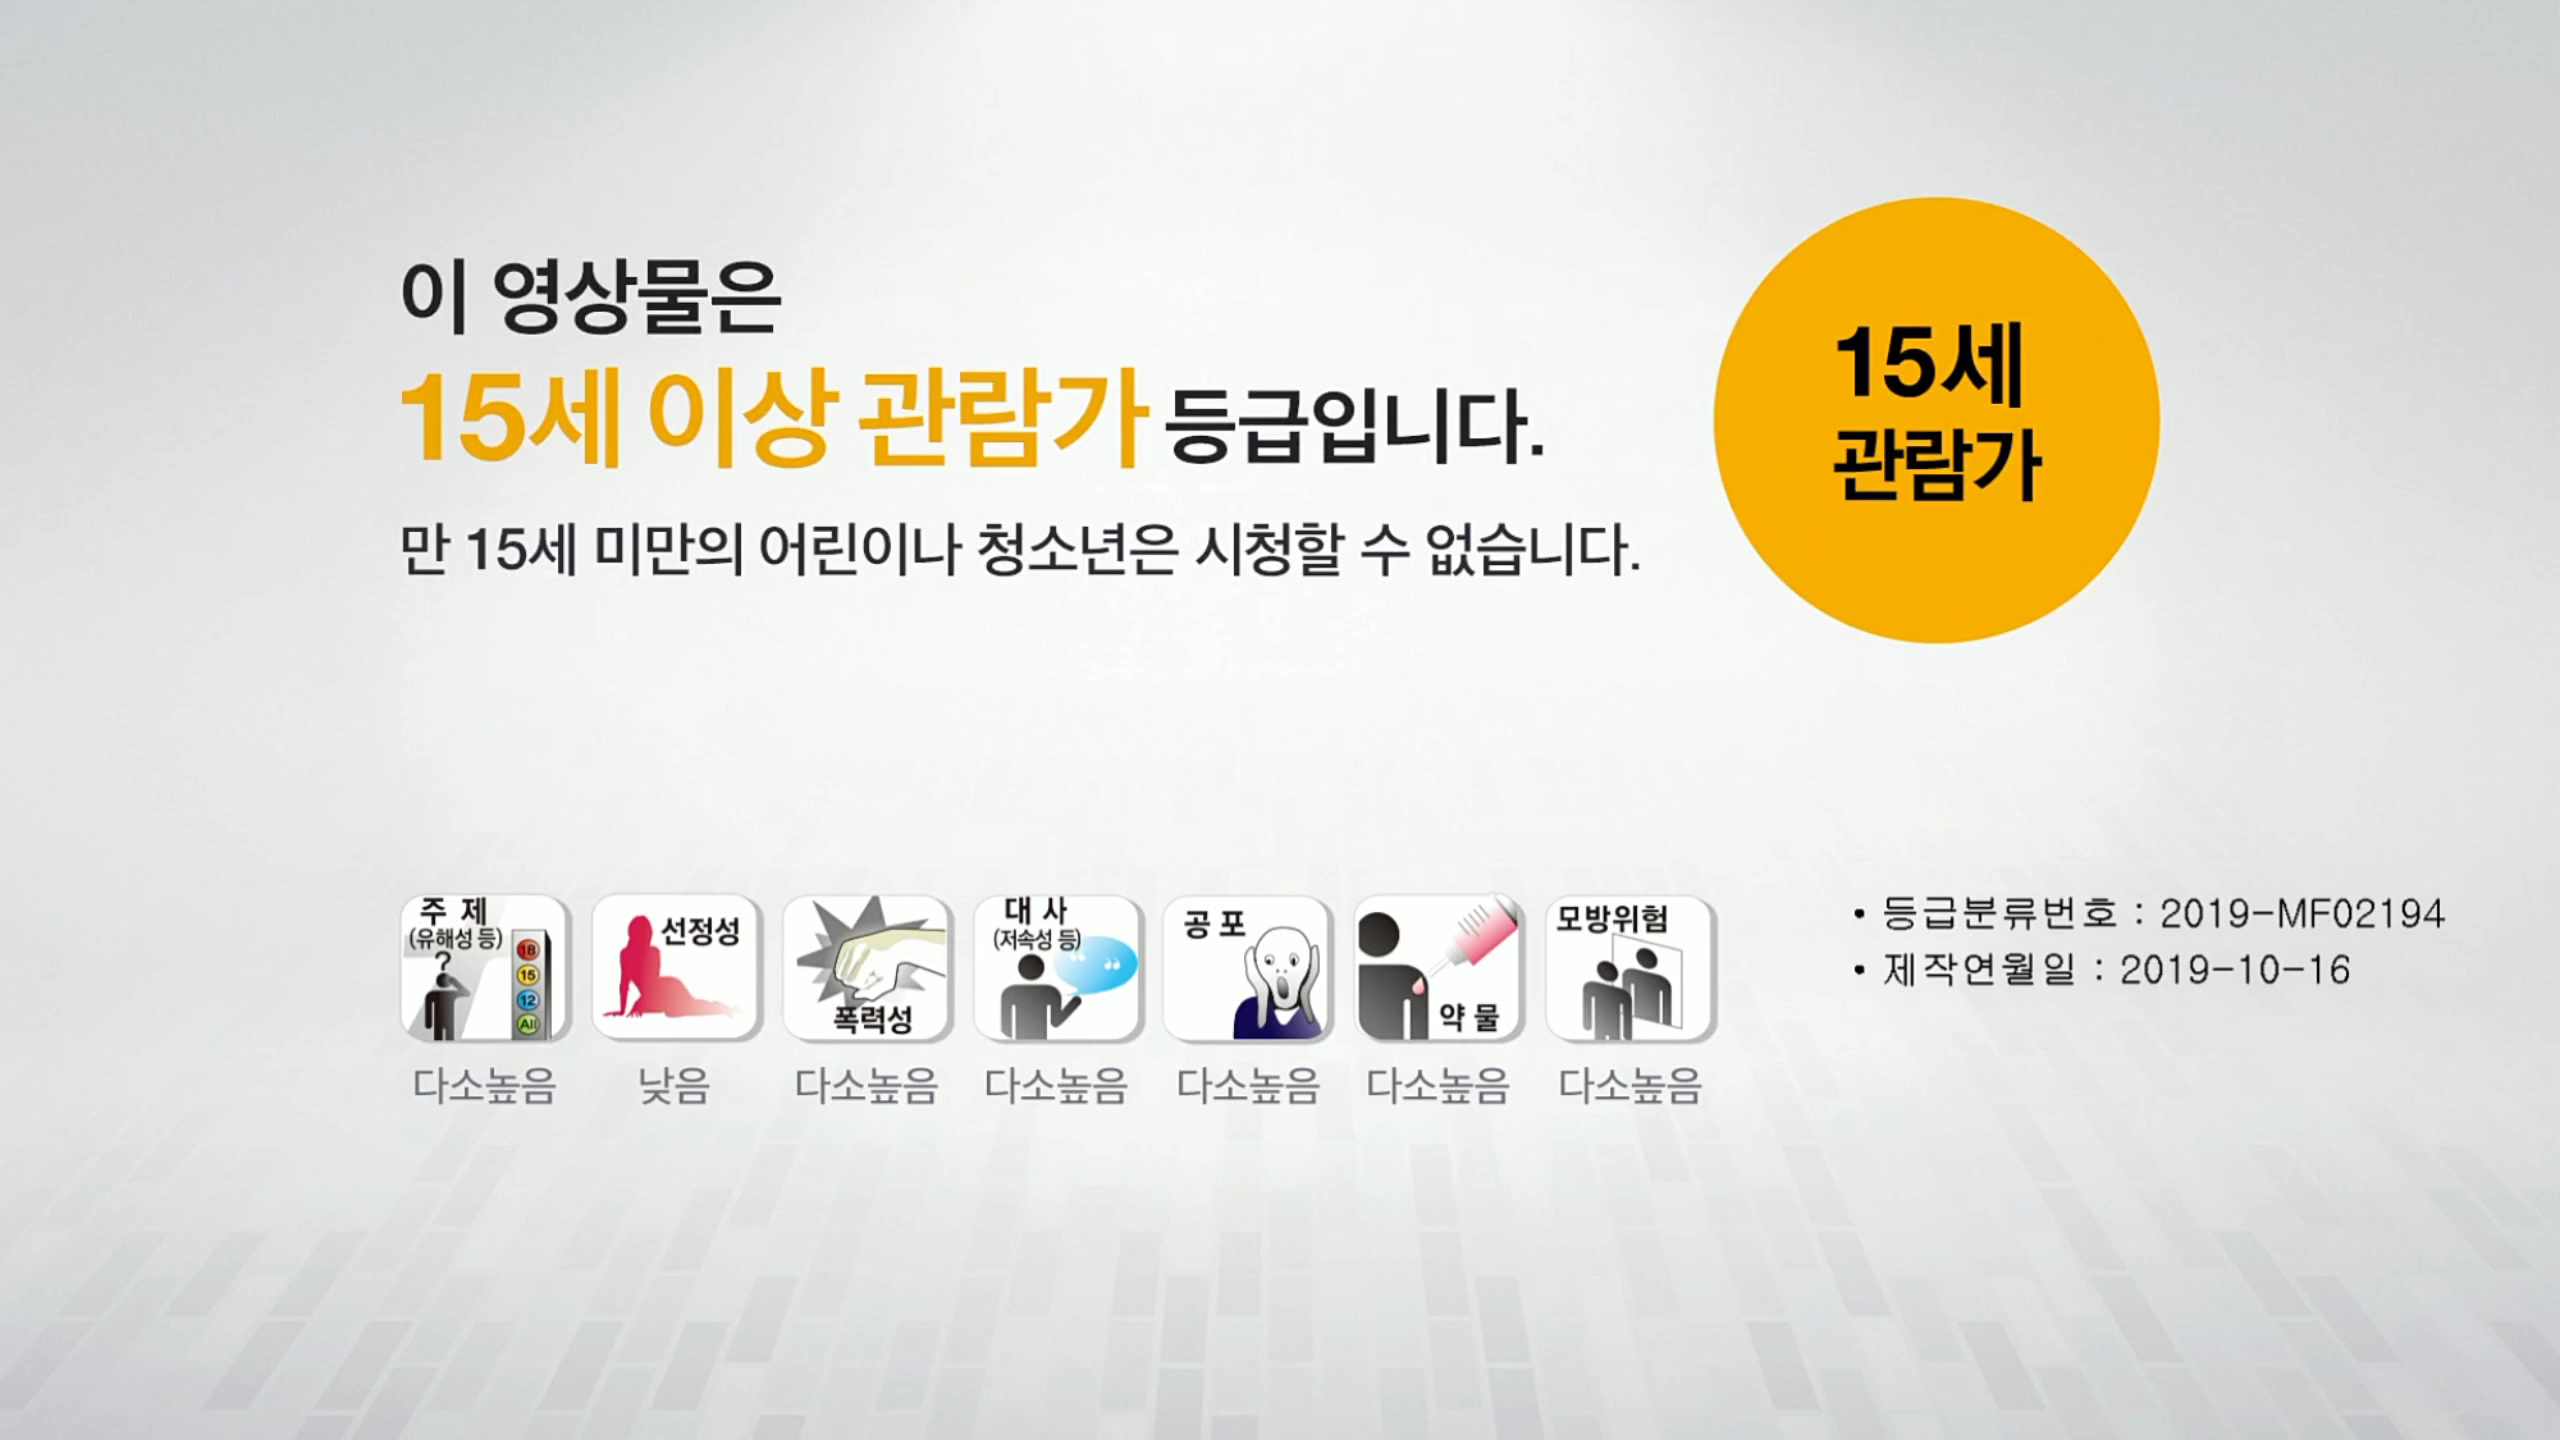 이 영상물은
15세 이상 관람가 등급입니다.
만 15세 미만의 어린이나 청소년은 시청할 수 없습니다.
15세
관람가
주 제
(유해성 등)
?
18
15
12
All
다소높음
선정성
낮음
폭력성
다소높음
대 사
(저속성 등)
“ ”
다소높음
공 포
다소높음
약 물
다소높음
모방위험
다소높음
• 등급분류번호 : 2019-MF02194
• 제작연월일 : 2019-10-16